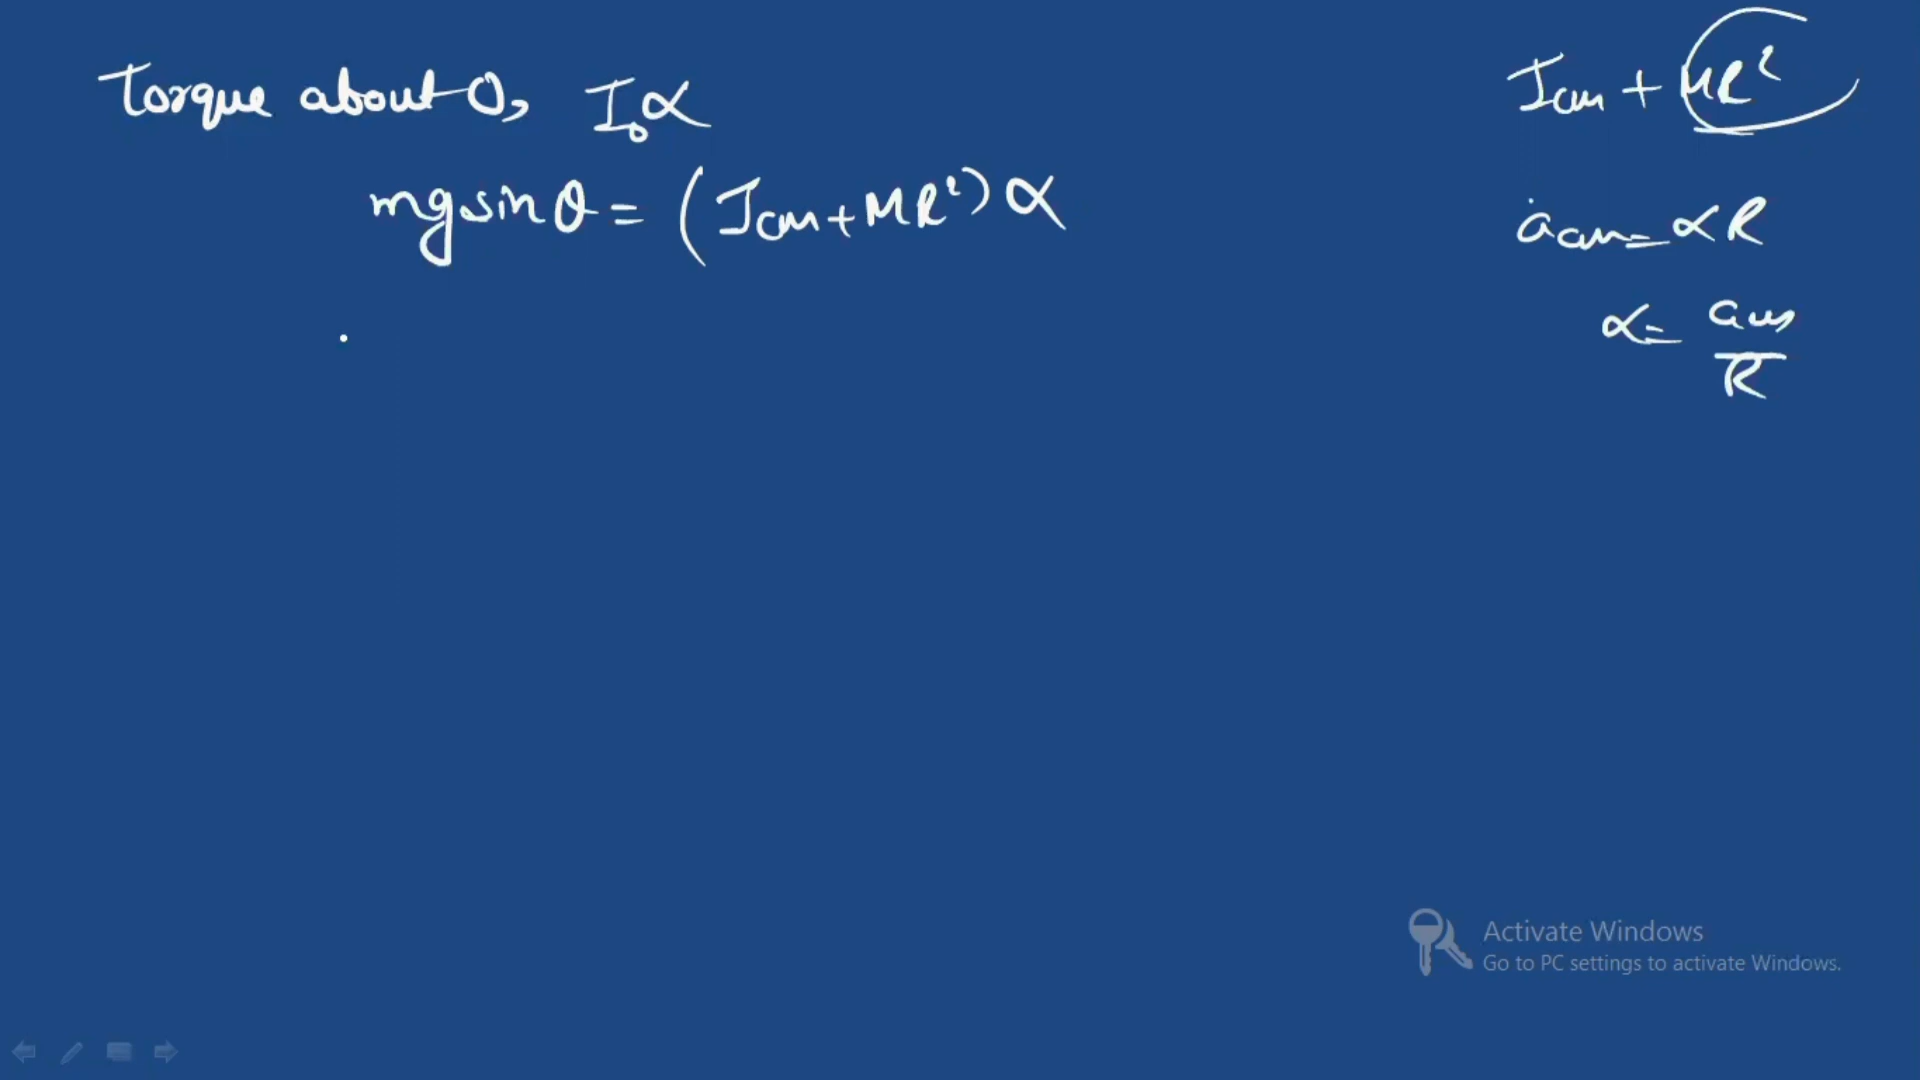 Torque about O, I₀α
mg sin θ = (Icm + MR²) α
Icm + MR²
acm = αR
α = acm / R
Activate Windows
Go to PC settings to activate Windows.